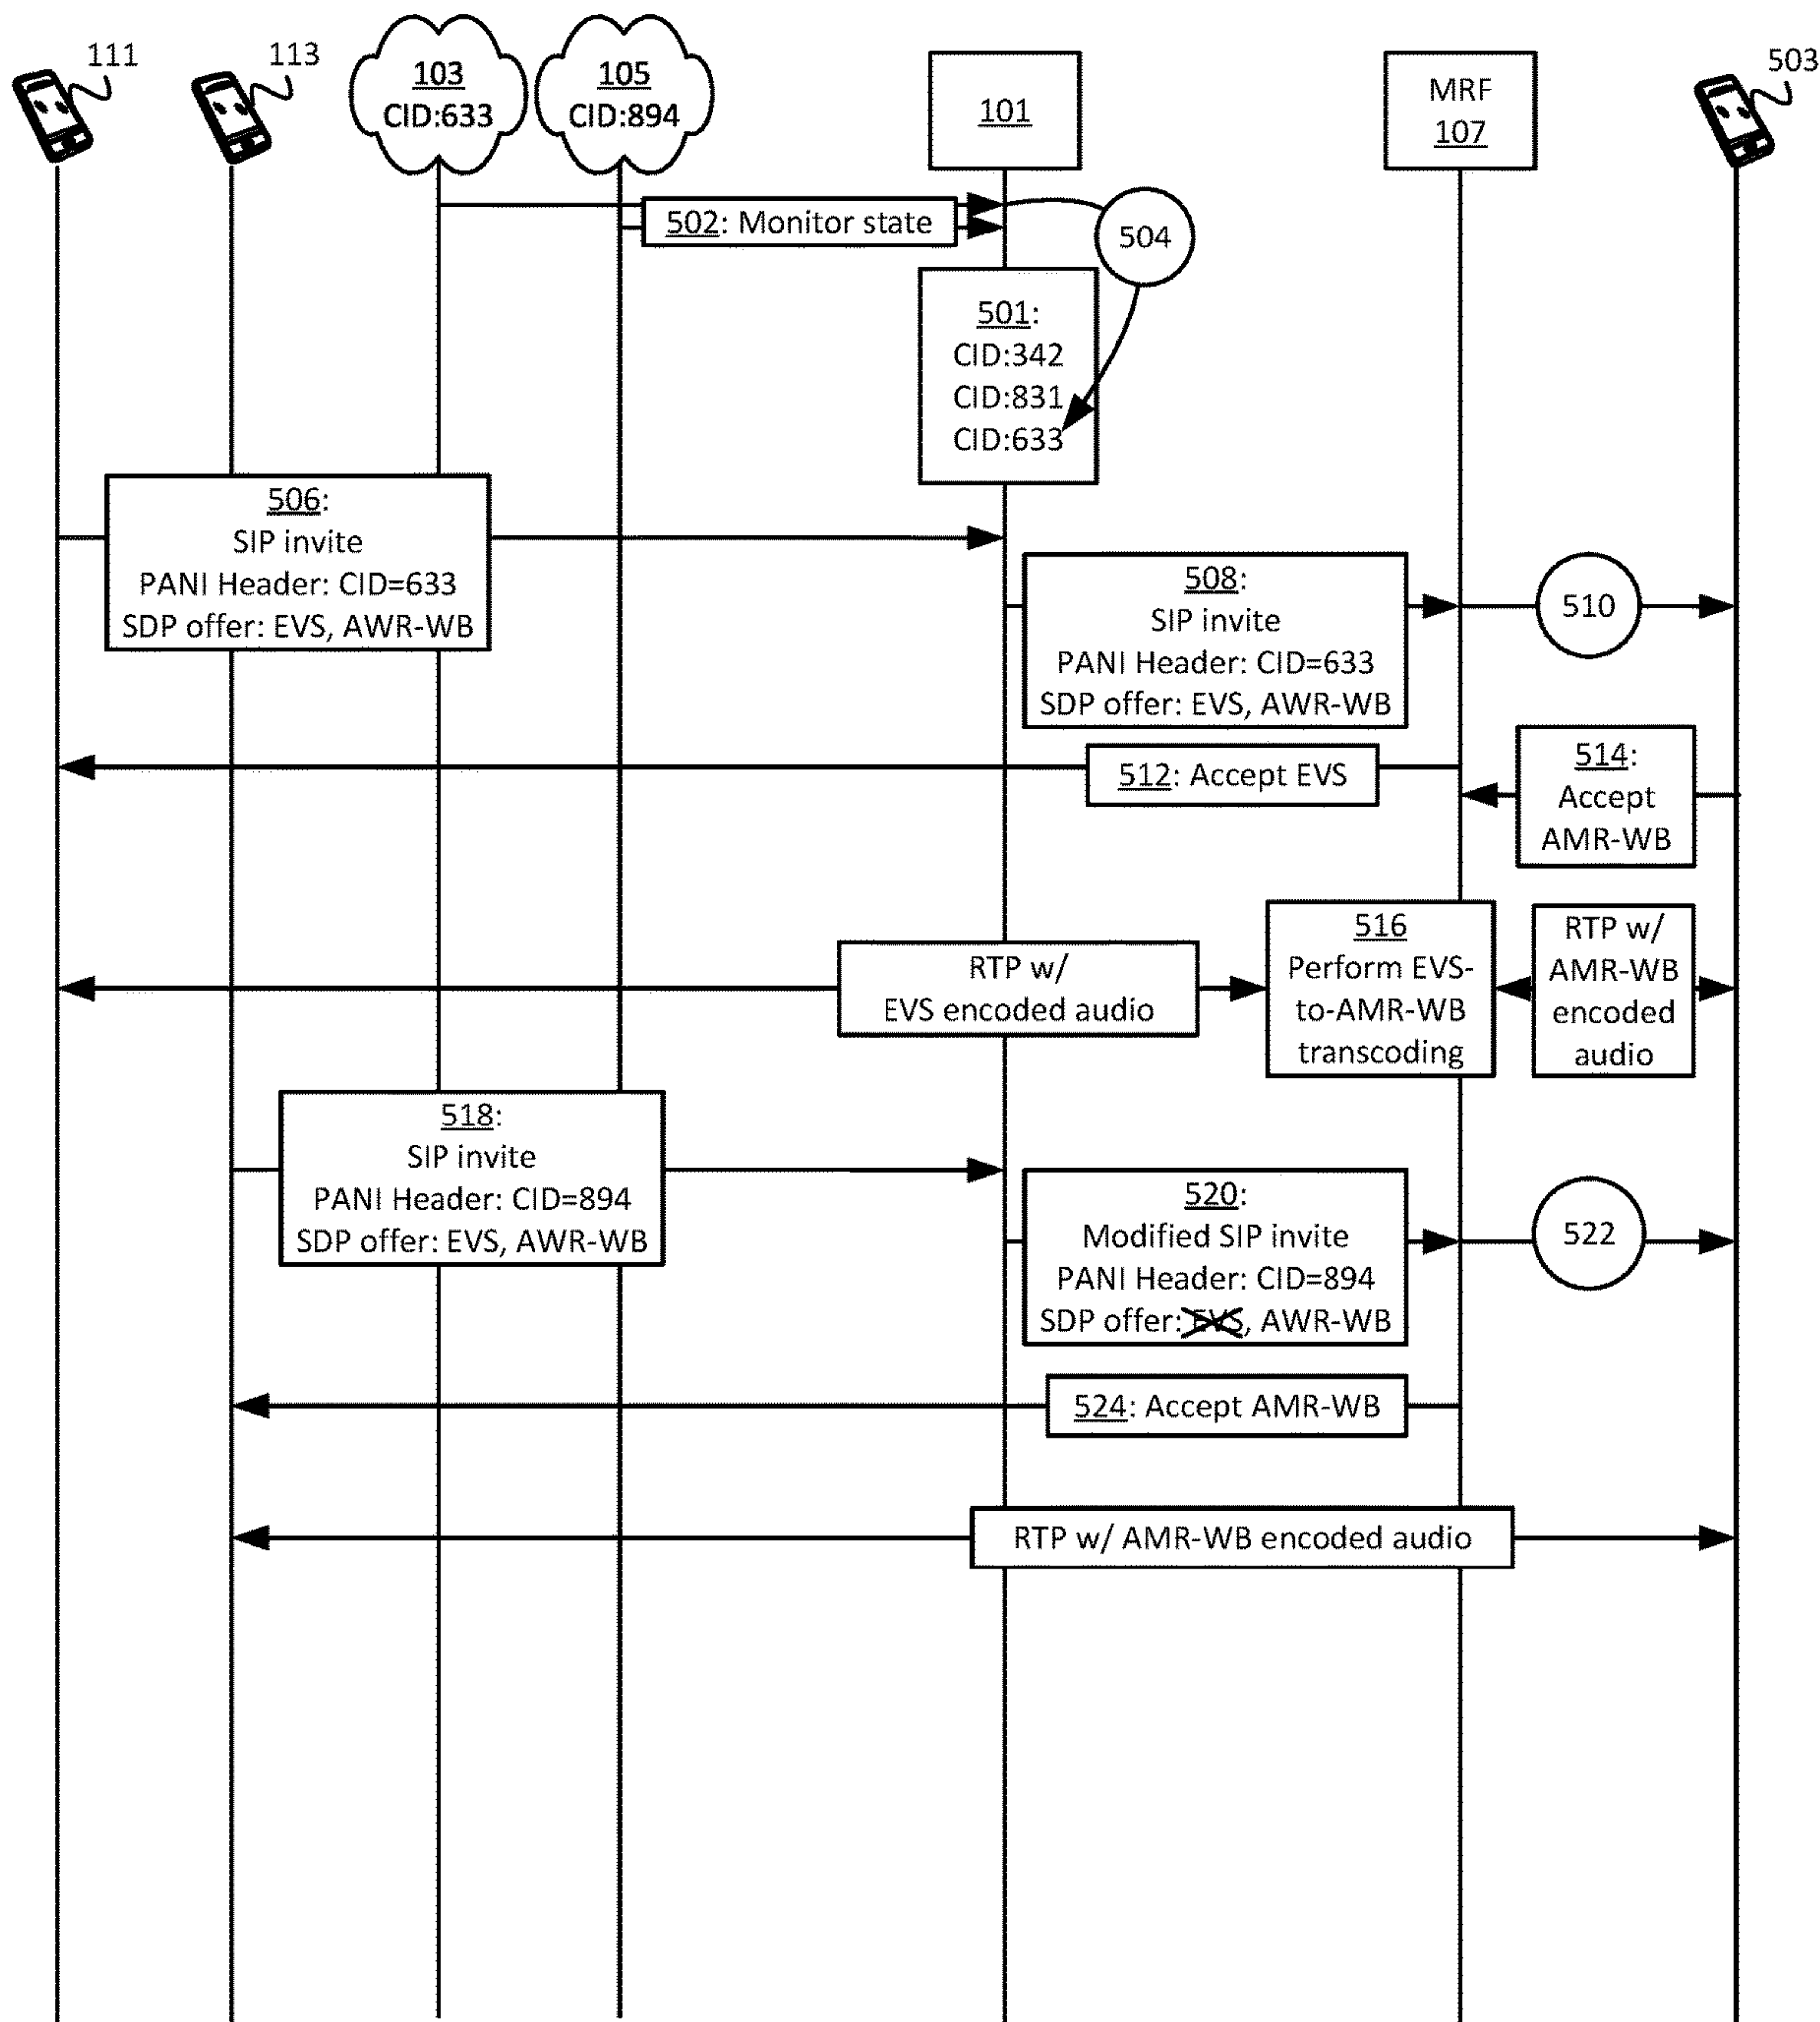 111
113
103
CID:633
105
CID:894
101
MRF
107
503
502: Monitor state
504
501:
CID:342
CID:831
CID:633
506:
SIP invite
PANI Header: CID=633
SDP offer: EVS, AWR-WB
508:
SIP invite
PANI Header: CID=633
SDP offer: EVS, AWR-WB
510
512: Accept EVS
514:
Accept
AMR-WB
RTP w/
EVS encoded audio
516
Perform EVS-
to-AMR-WB
transcoding
RTP w/
AMR-WB
encoded
audio
518:
SIP invite
PANI Header: CID=894
SDP offer: EVS, AWR-WB
520:
Modified SIP invite
PANI Header: CID=894
SDP offer: EVS, AWR-WB
522
524: Accept AMR-WB
RTP w/ AMR-WB encoded audio